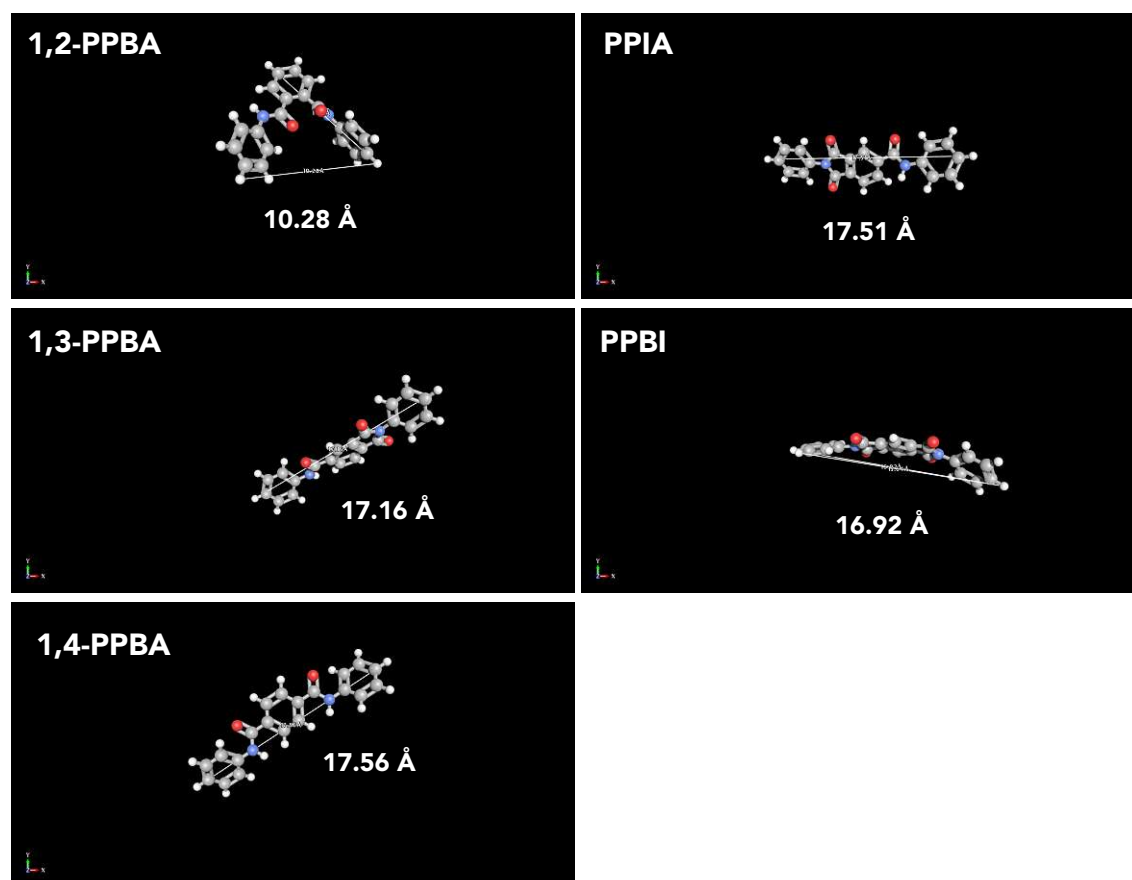 1,2-PPBA
10.28 Å
PPIA
17.51 Å
1,3-PPBA
17.16 Å
PPBI
16.92 Å
1,4-PPBA
17.56 Å